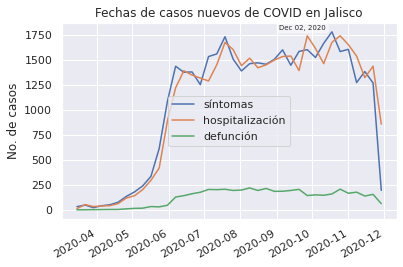 Fechas de casos nuevos de COVID en Jalisco
Dec 02, 2020
No. de casos
1750
1500
1250
1000
750
500
250
0
síntomas
hospitalización
defunción
2020-04
2020-05
2020-06
2020-07
2020-08
2020-09
2020-10
2020-11
2020-12